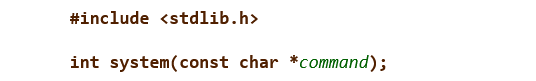 #include <stdlib.h>
int system(const char *command);